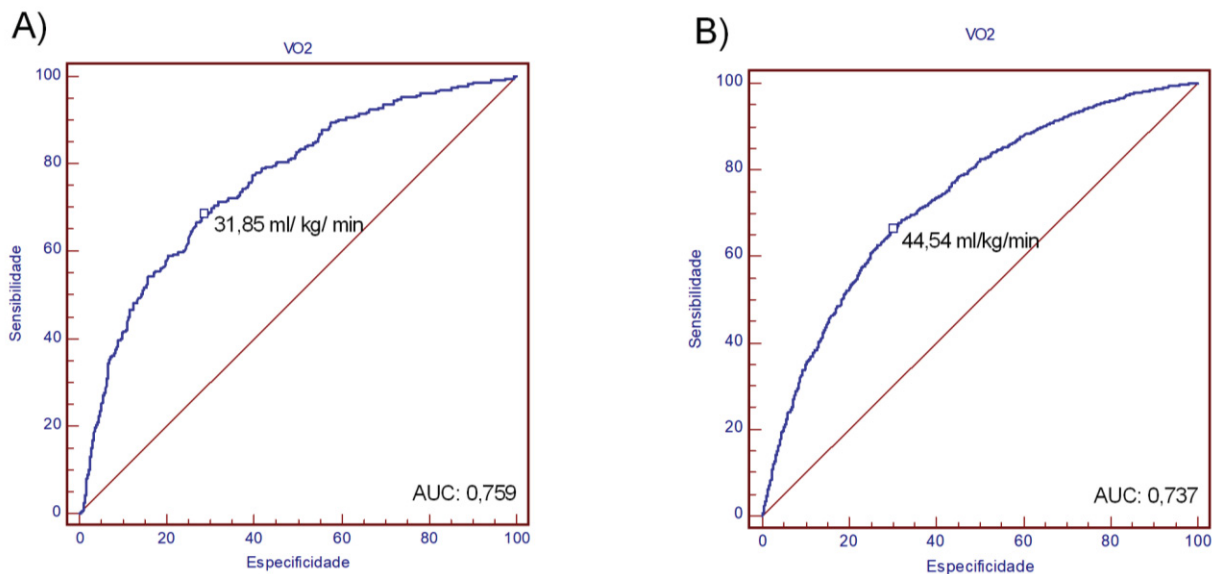 A)
VO2
100
80
60
40
20
0
Sensibilidade
31,85 ml/ kg/ min
AUC: 0,759
0 20 40 60 80 100
Especificidade
B)
VO2
100
80
60
40
20
0
Sensibilidade
44,54 ml/kg/min
AUC: 0,737
0 20 40 60 80 100
Especificidade